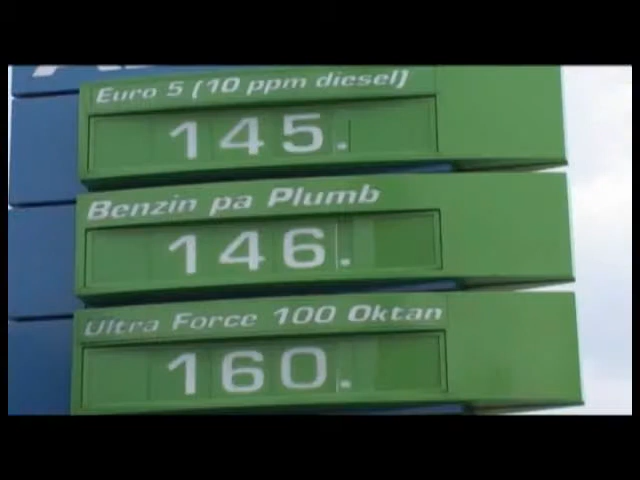 Euro 5 (10 ppm diesel)
145.
Benzin pa Plumb
146.
Ultra Force 100 Oktan
160.